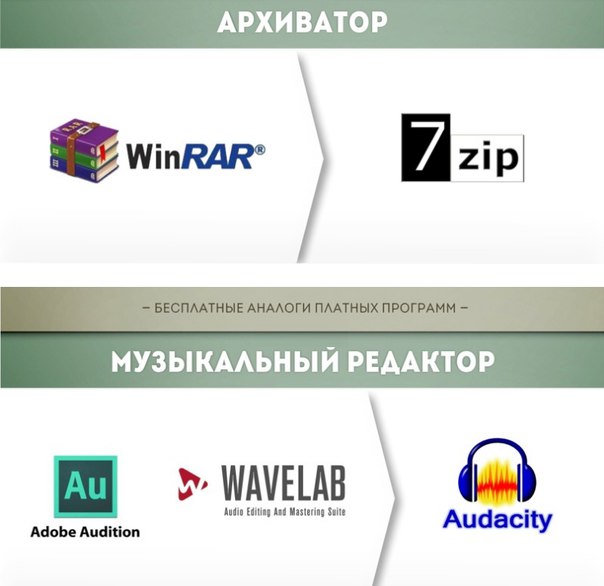 АРХИВАТОР
WinRAR®
7zip
– БЕСПЛАТНЫЕ АНАЛОГИ ПЛАТНЫХ ПРОГРАММ –
МУЗЫКАЛЬНЫЙ РЕДАКТОР
Au
Adobe Audition
WAVELAB
Audio Editing And Mastering Suite
Audacity